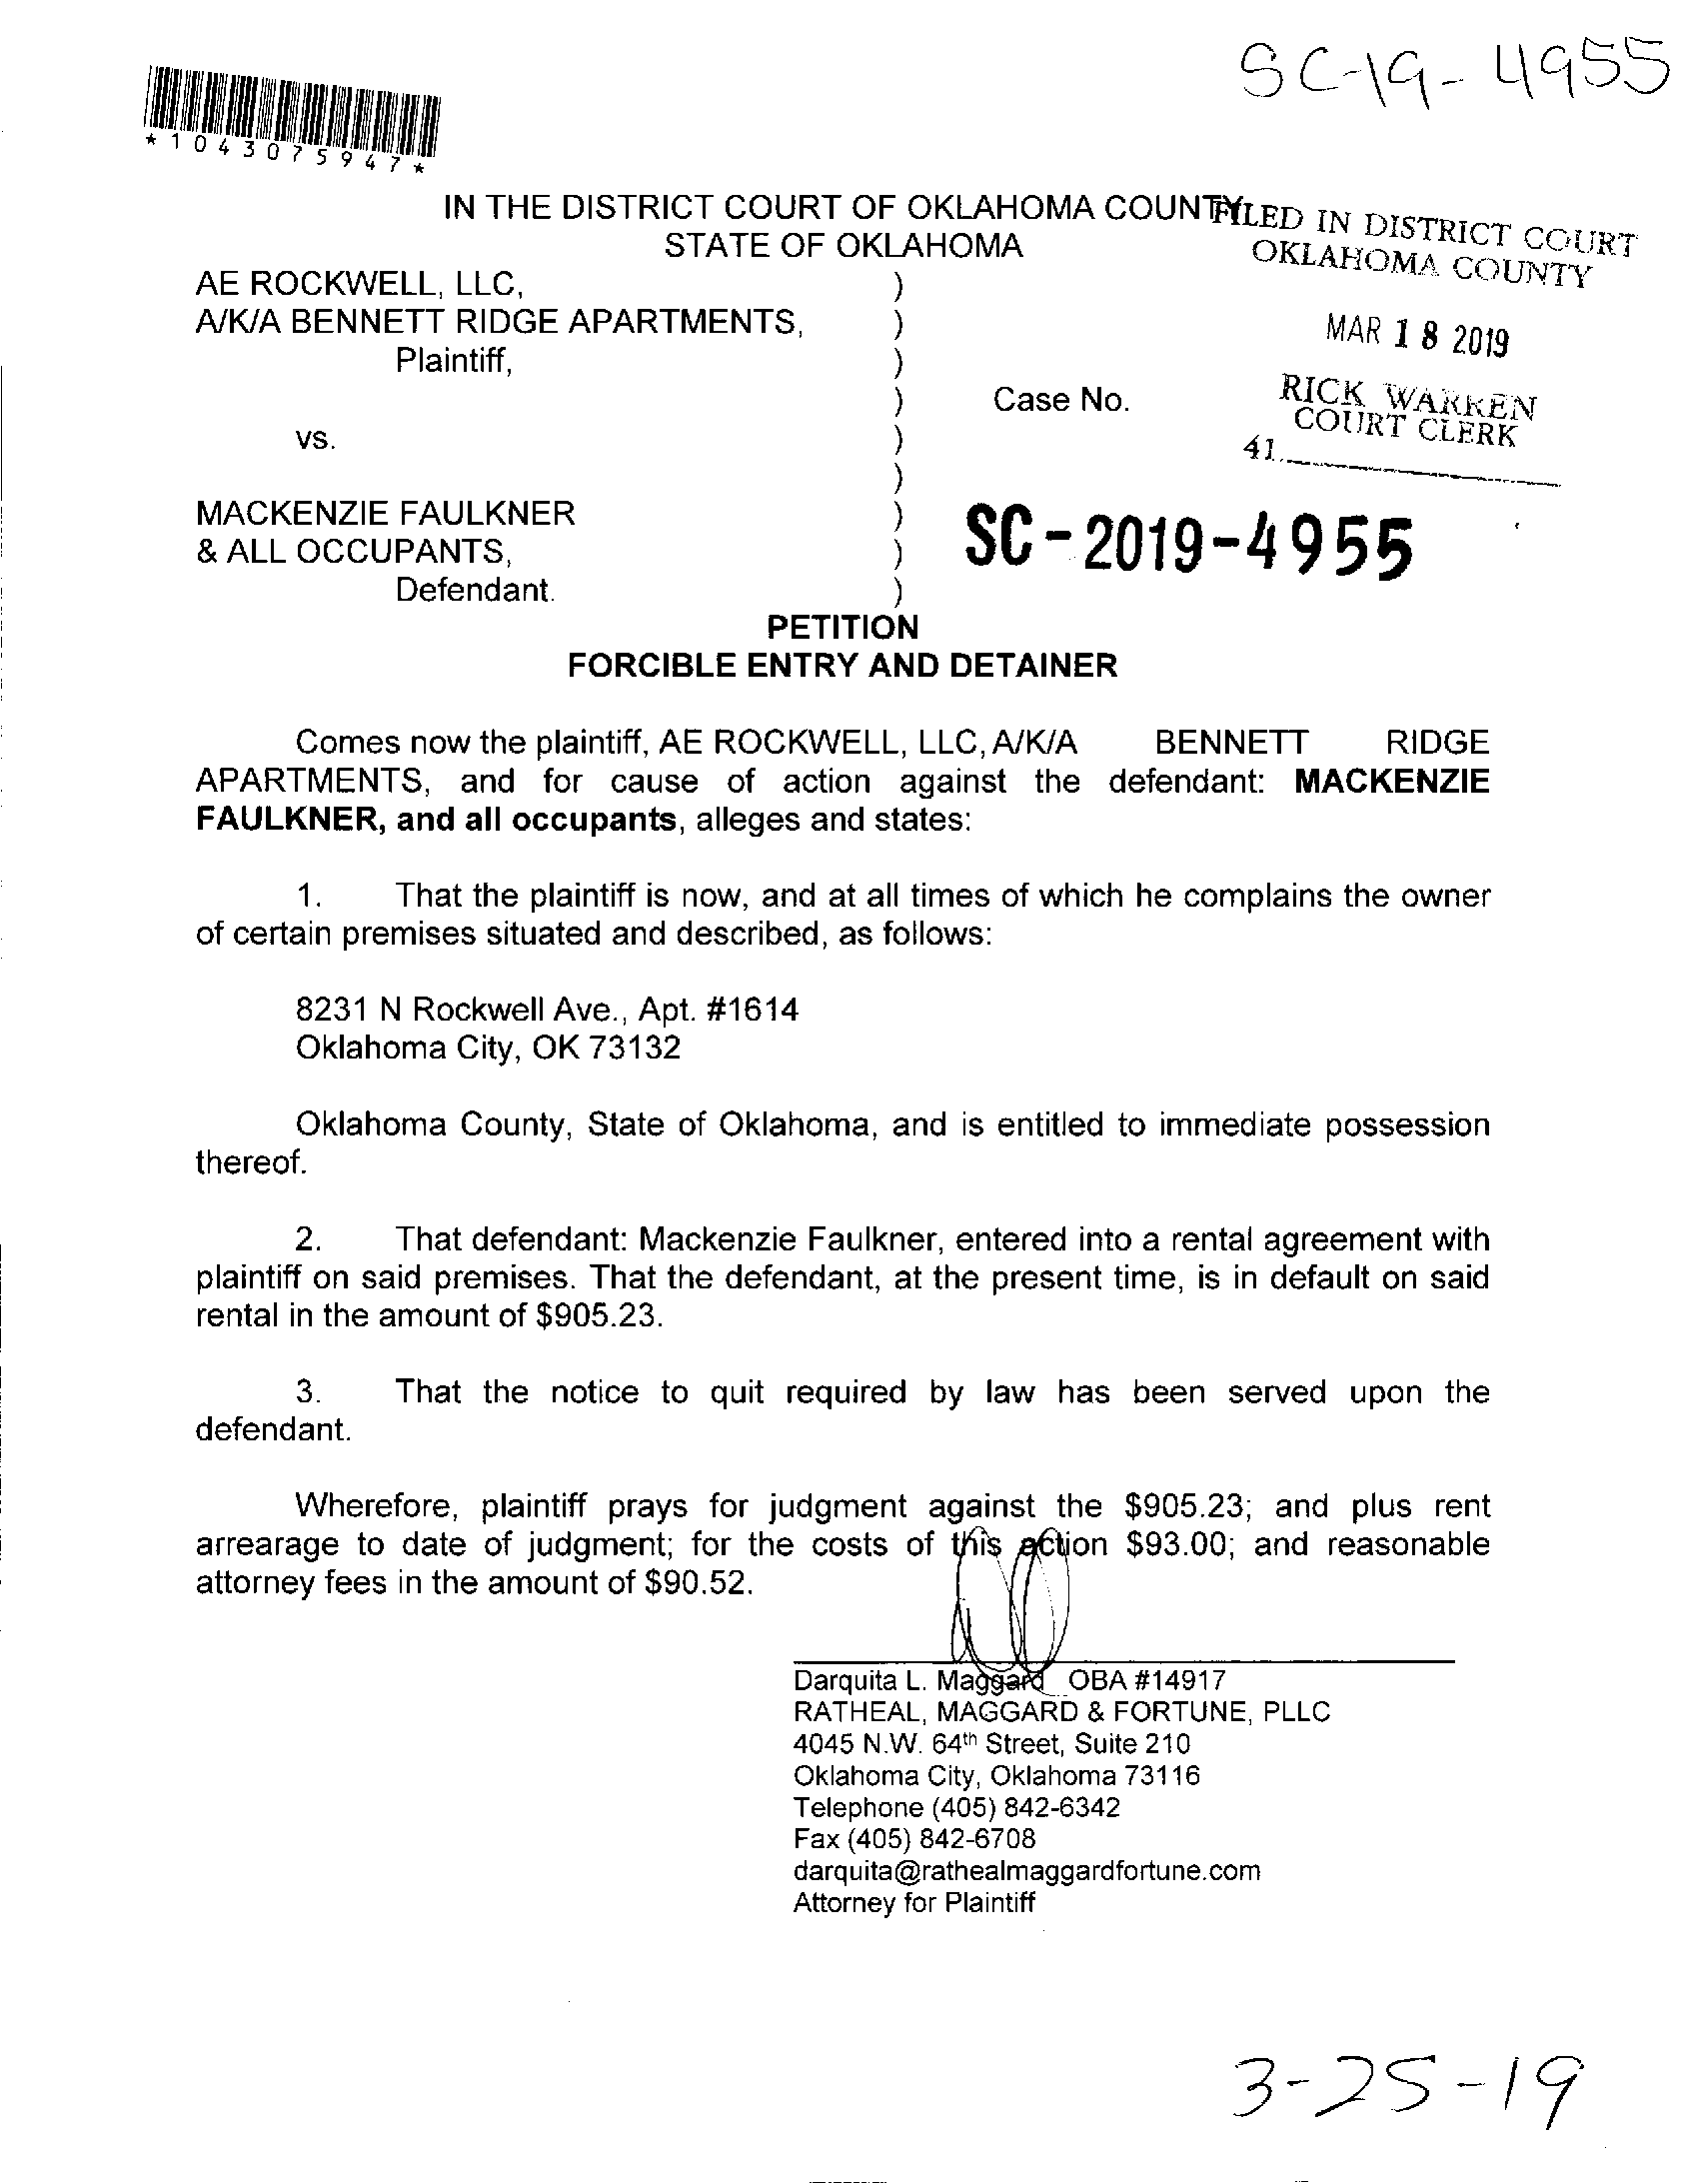 SC-19-4955
*1043075947*
IN THE DISTRICT COURT OF OKLAHOMA COUNTY
STATE OF OKLAHOMA
FILED IN DISTRICT COURT
OKLAHOMA COUNTY
MAR 18 2019
RICK WARREN
COURT CLERK
41
AE ROCKWELL, LLC, )
A/K/A BENNETT RIDGE APARTMENTS, )
Plaintiff, )
) Case No.
vs. )
)
MACKENZIE FAULKNER ) SC-2019-4955
& ALL OCCUPANTS, )
Defendant. )
PETITION
FORCIBLE ENTRY AND DETAINER
Comes now the plaintiff, AE ROCKWELL, LLC, A/K/A BENNETT RIDGE
APARTMENTS, and for cause of action against the defendant: MACKENZIE
FAULKNER, and all occupants, alleges and states:
1. That the plaintiff is now, and at all times of which he complains the owner
of certain premises situated and described, as follows:
8231 N Rockwell Ave., Apt. #1614
Oklahoma City, OK 73132
Oklahoma County, State of Oklahoma, and is entitled to immediate possession
thereof.
2. That defendant: Mackenzie Faulkner, entered into a rental agreement with
plaintiff on said premises. That the defendant, at the present time, is in default on said
rental in the amount of $905.23.
3. That the notice to quit required by law has been served upon the
defendant.
Wherefore, plaintiff prays for judgment against the $905.23; and plus rent
arrearage to date of judgment; for the costs of this action $93.00; and reasonable
attorney fees in the amount of $90.52.
Darquita L. Maggard OBA #14917
RATHEAL, MAGGARD & FORTUNE, PLLC
4045 N.W. 64th Street, Suite 210
Oklahoma City, Oklahoma 73116
Telephone (405) 842-6342
Fax (405) 842-6708
darquita@rathealmaggardfortune.com
Attorney for Plaintiff
3-25-19